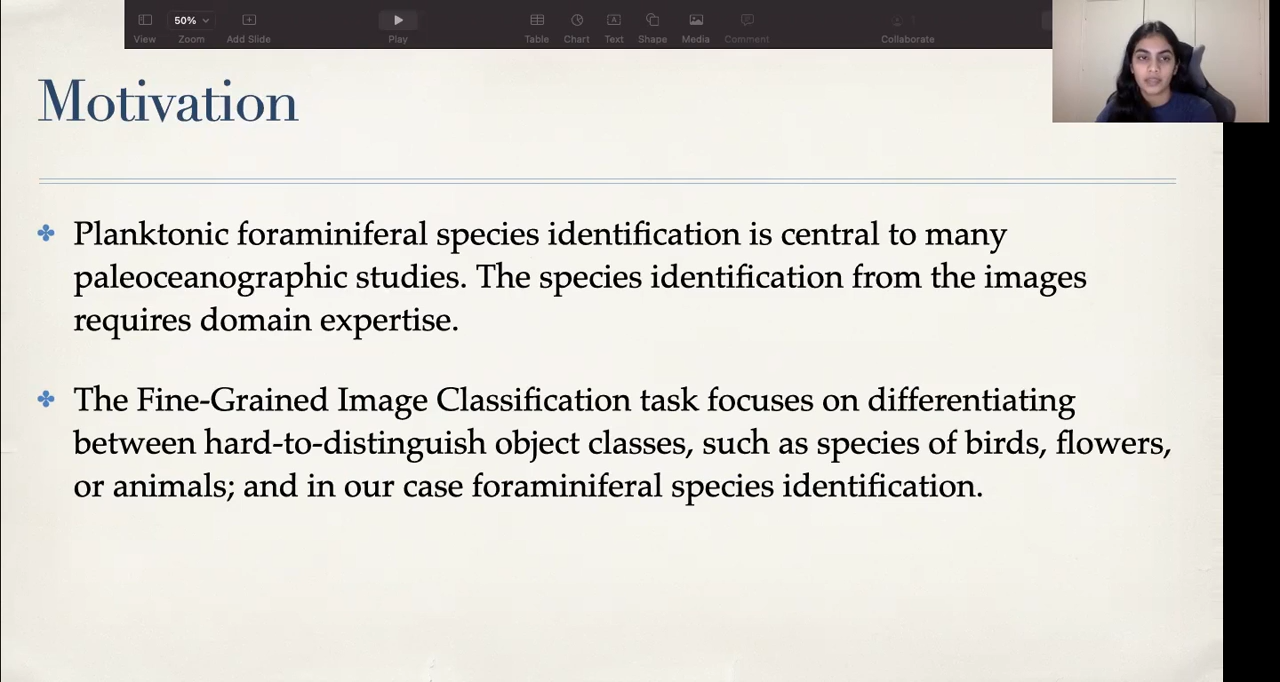 50%
View
Zoom
Add Slide
Play
Table
Chart
Text
Shape
Media
Comment
Collaborate
Motivation
Planktonic foraminiferal species identification is central to many
paleoceanographic studies. The species identification from the images
requires domain expertise.
The Fine-Grained Image Classification task focuses on differentiating
between hard-to-distinguish object classes, such as species of birds, flowers,
or animals; and in our case foraminiferal species identification.